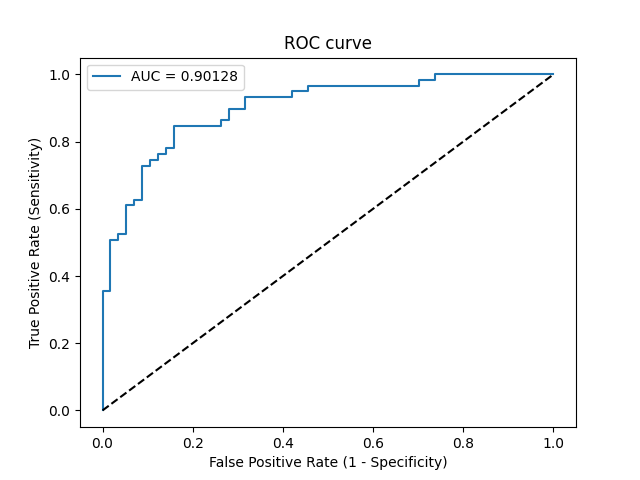 ROC curve
AUC = 0.90128
True Positive Rate (Sensitivity)
1.0
0.8
0.6
0.4
0.2
0.0
0.0 0.2 0.4 0.6 0.8 1.0
False Positive Rate (1 - Specificity)